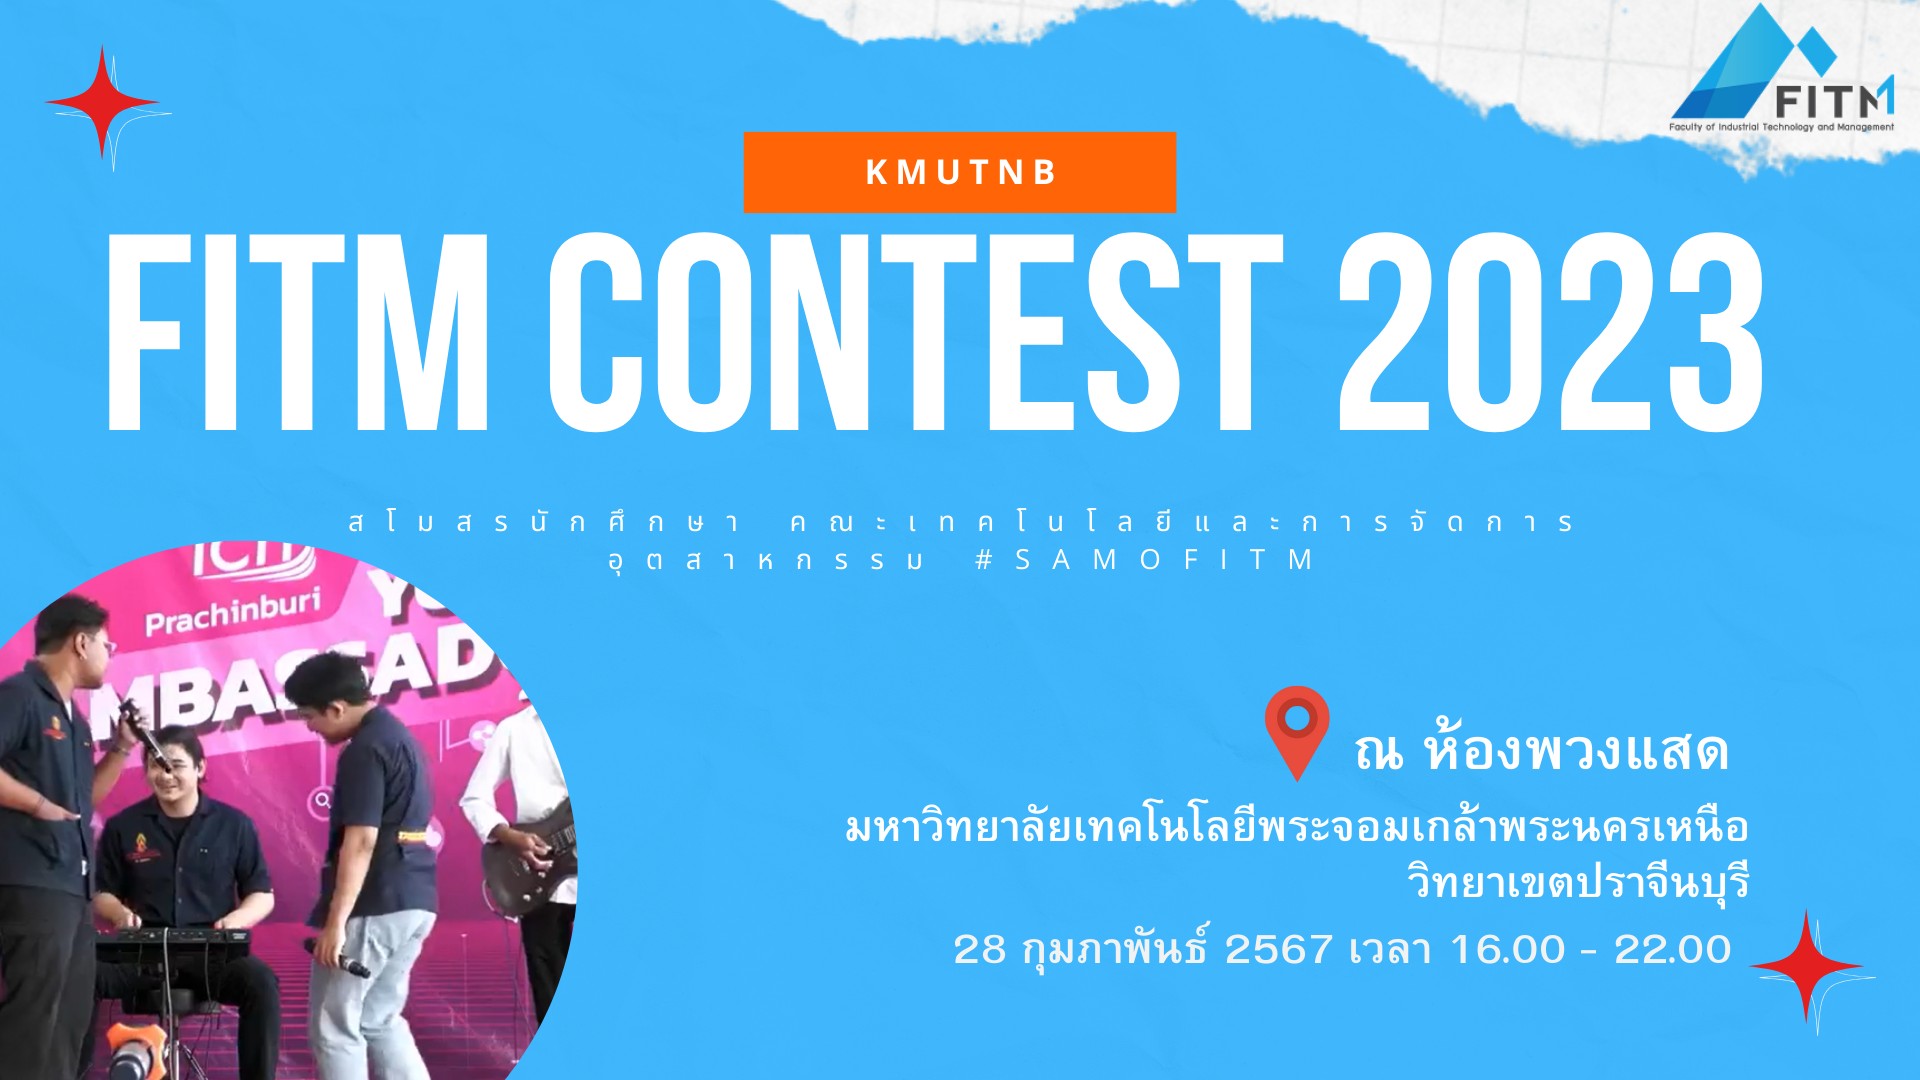 FITM
Faculty of Industrial Technology and Management
KMUTNB
FITM CONTEST 2023
สโมสรนักศึกษา คณะเทคโนโลยีและการจัดการ
อุตสาหกรรม #SAMOFITM
Prachinburi
ณ ห้องพวงแสด
มหาวิทยาลัยเทคโนโลยีพระจอมเกล้าพระนครเหนือ
วิทยาเขตปราจีนบุรี
28 กุมภาพันธ์ 2567 เวลา 16.00 - 22.00